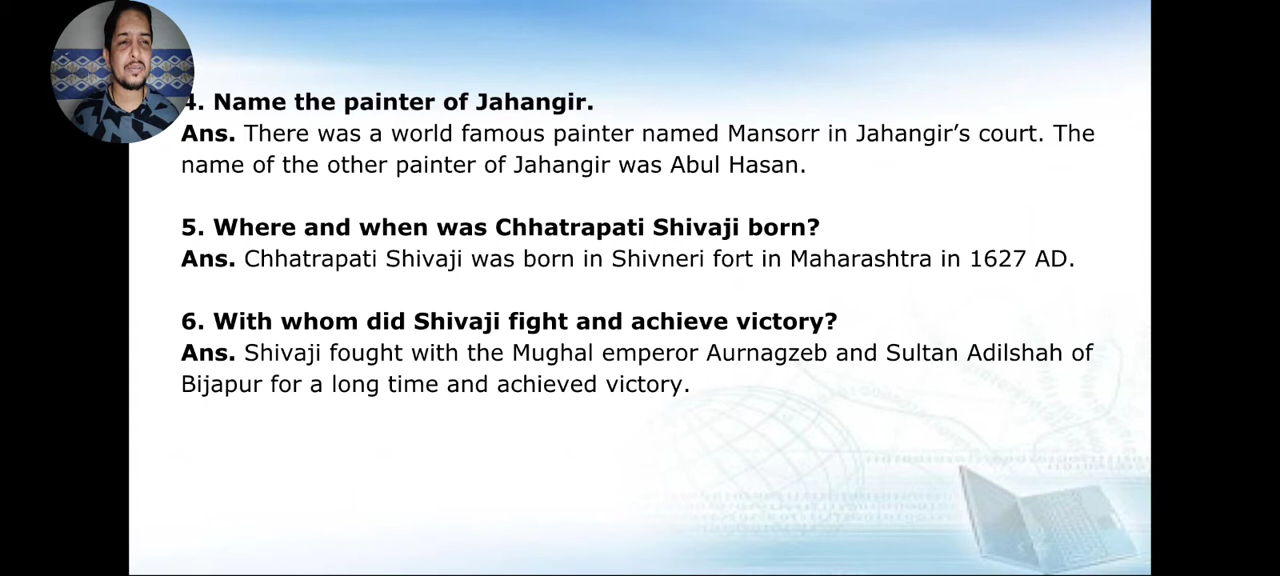 4. Name the painter of Jahangir.
Ans. There was a world famous painter named Mansorr in Jahangir’s court. The
name of the other painter of Jahangir was Abul Hasan.
5. Where and when was Chhatrapati Shivaji born?
Ans. Chhatrapati Shivaji was born in Shivneri fort in Maharashtra in 1627 AD.
6. With whom did Shivaji fight and achieve victory?
Ans. Shivaji fought with the Mughal emperor Aurnagzeb and Sultan Adilshah of
Bijapur for a long time and achieved victory.